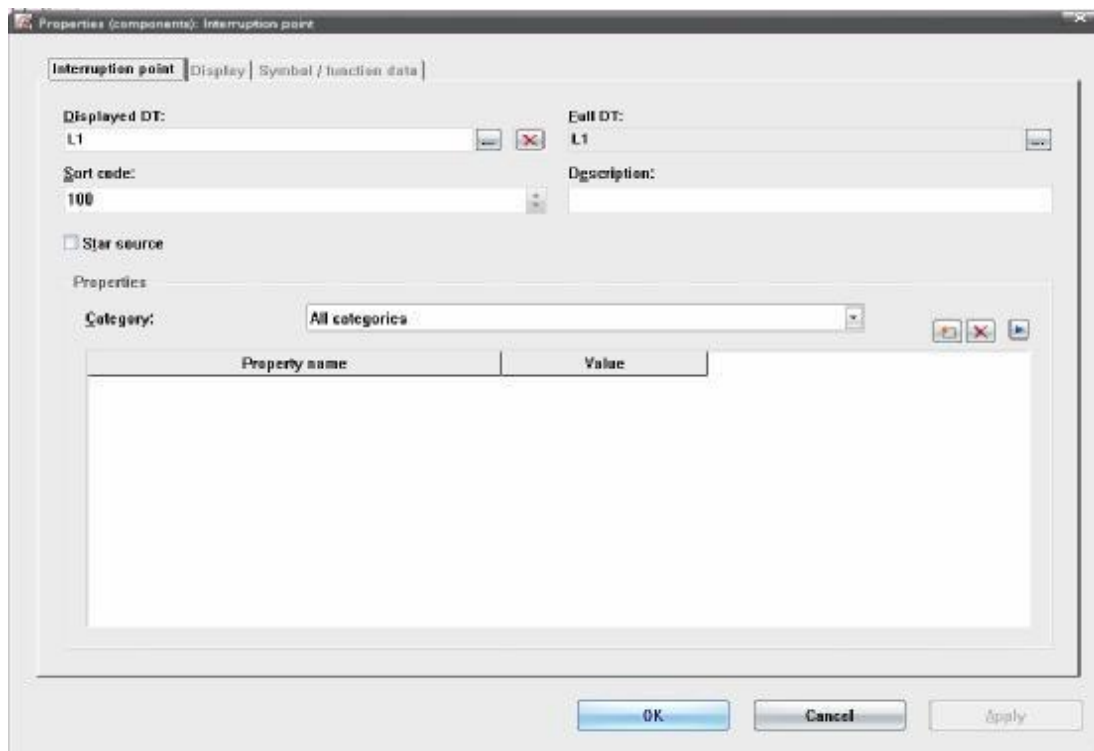 Properties (components): Interruption point
Interruption point Display Symbol / function data
Displayed DT: Full DT:
L1 ... L1 ...
Sort code: Description:
100
Star source
Properties
Category: All categories
Property name Value
OK Cancel Apply